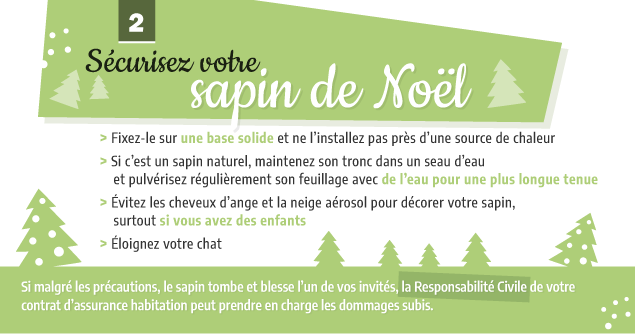 2
Sécurisez votre
sapin de Noël
> Fixez-le sur une base solide et ne l'installez pas près d'une source de chaleur
> Si c'est un sapin naturel, maintenez son tronc dans un seau d'eau
et pulvérisez régulièrement son feuillage avec de l'eau pour une plus longue tenue
> Évitez les cheveux d'ange et la neige aérosol pour décorer votre sapin,
surtout si vous avez des enfants
> Éloignez votre chat
Si malgré les précautions, le sapin tombe et blesse l'un de vos invités, la Responsabilité Civile de votre
contrat d'assurance habitation peut prendre en charge les dommages subis.